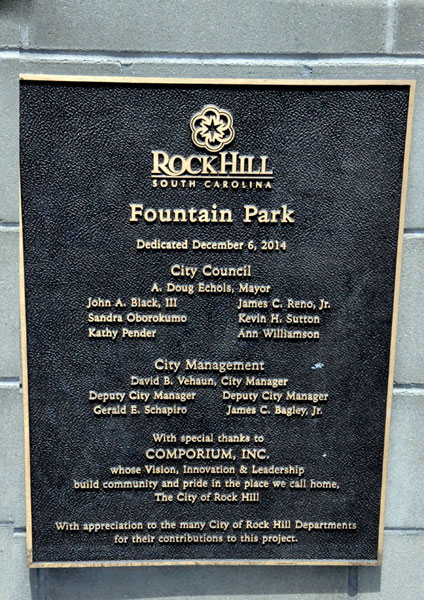 ROCK HILL
SOUTH CAROLINA
Fountain Park
Dedicated December 6, 2014
City Council
A. Doug Echols, Mayor
John A. Black, III James C. Reno, Jr.
Sandra Oborokumo Kevin H. Sutton
Kathy Pender Ann Williamson
City Management
David B. Vehaun, City Manager
Deputy City Manager Deputy City Manager
Gerald E. Schapiro James C. Bagley, Jr.
With special thanks to
COMPORIUM, INC.
whose Vision, Innovation & Leadership
build community and pride in the place we call home,
The City of Rock Hill
With appreciation to the many City of Rock Hill Departments
for their contributions to this project.